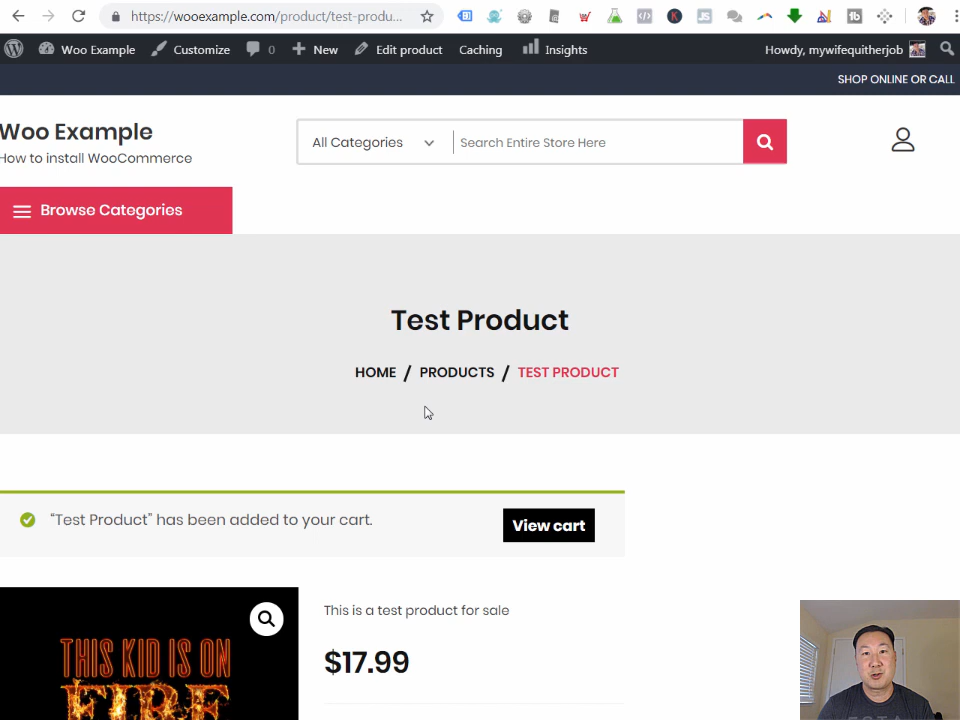 https://wooexample.com/product/test-produ...
Woo Example 0 New Edit product Caching Insights Howdy, mywifequitherjob
Customize
SHOP ONLINE OR CALL
Woo Example
How to install WooCommerce
All Categories Search Entire Store Here
Browse Categories
Test Product
HOME / PRODUCTS / TEST PRODUCT
“Test Product” has been added to your cart. View cart
This is a test product for sale
$17.99
THIS KID IS ON
FIRE